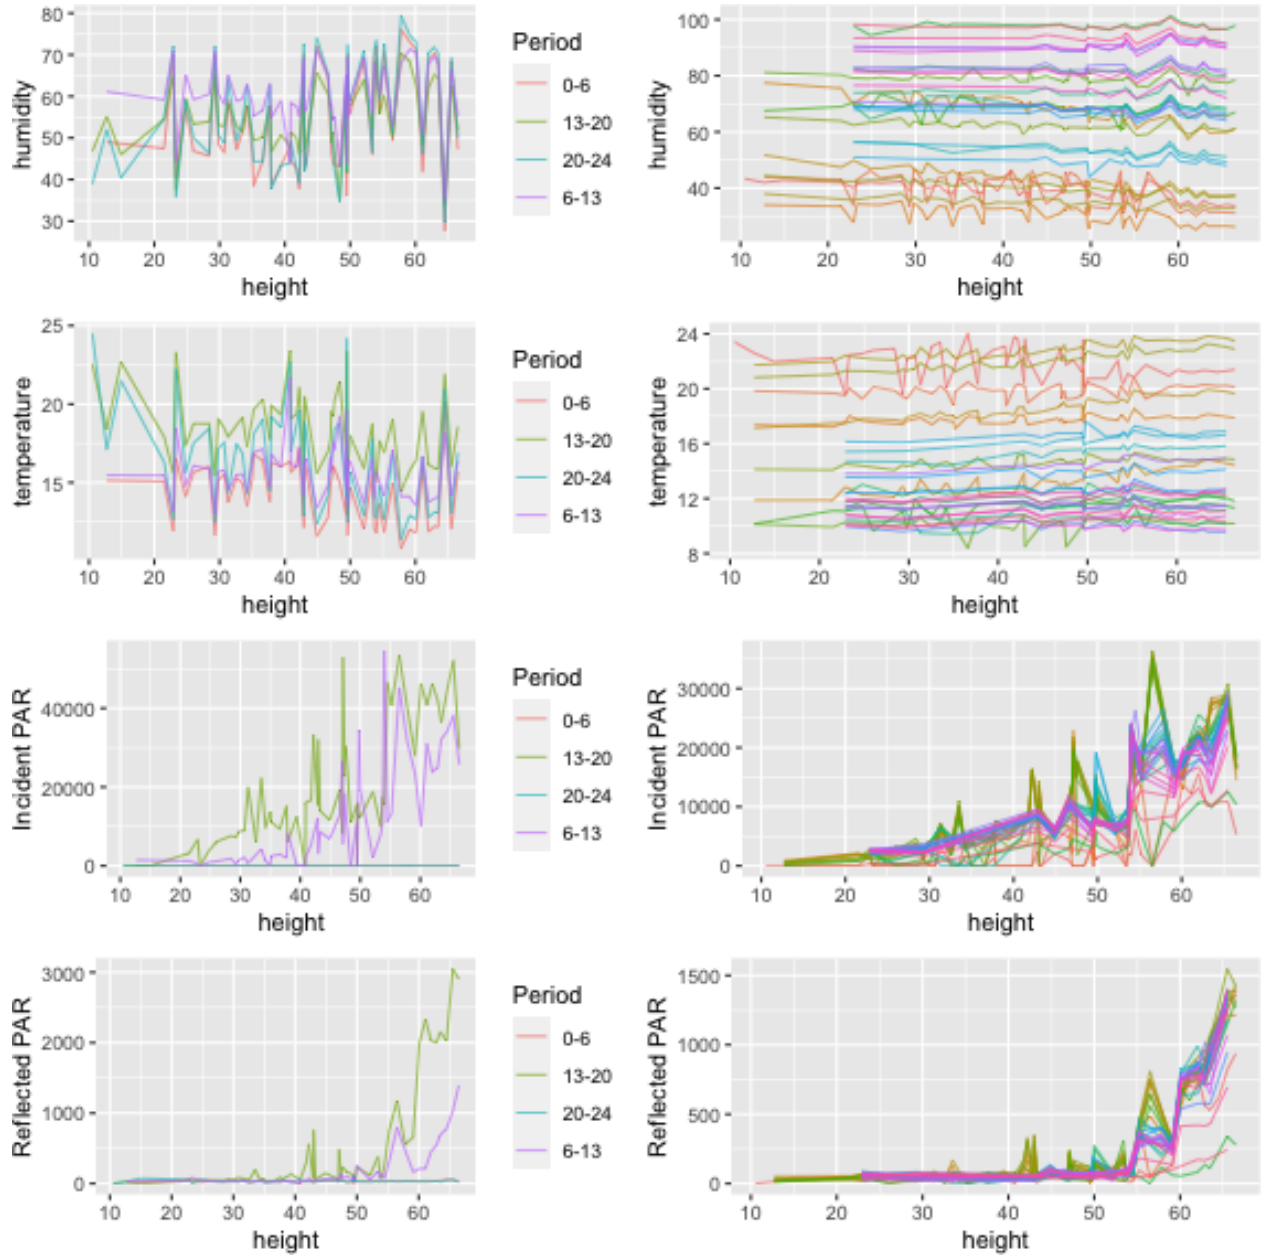 80
70
60
50
40
30
humidity
10 20 30 40 50 60
height
Period
0-6
13-20
20-24
6-13
100
80
60
40
humidity
10 20 30 40 50 60
height
25
20
15
temperature
10 20 30 40 50 60
height
Period
0-6
13-20
20-24
6-13
24
20
16
12
8
temperature
10 20 30 40 50 60
height
40000
20000
0
Incident PAR
10 20 30 40 50 60
height
Period
0-6
13-20
20-24
6-13
30000
20000
10000
0
Incident PAR
10 20 30 40 50 60
height
3000
2000
1000
0
Reflected PAR
10 20 30 40 50 60
height
Period
0-6
13-20
20-24
6-13
1500
1000
500
0
Reflected PAR
10 20 30 40 50 60
height